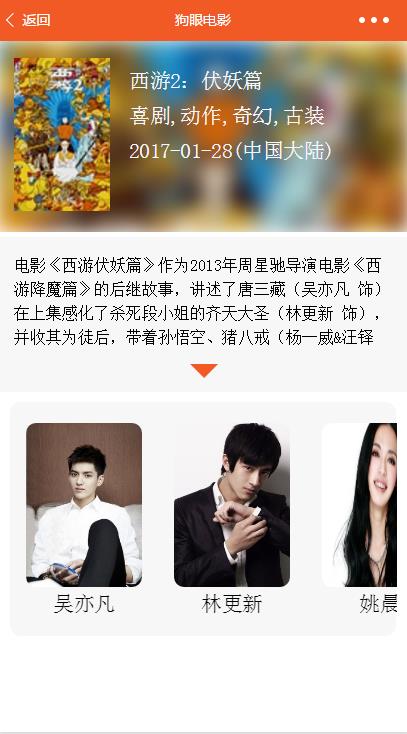 返回
狗眼电影
西游2
西游2：伏妖篇
喜剧,动作,奇幻,古装
2017-01-28(中国大陆)
电影《西游伏妖篇》作为2013年周星驰导演电影《西
游降魔篇》的后继故事，讲述了唐三藏（吴亦凡 饰）
在上集感化了杀死段小姐的齐天大圣（林更新 饰），
并收其为徒后，带着孙悟空、猪八戒（杨一威&汪铎
吴亦凡
林更新
姚晨